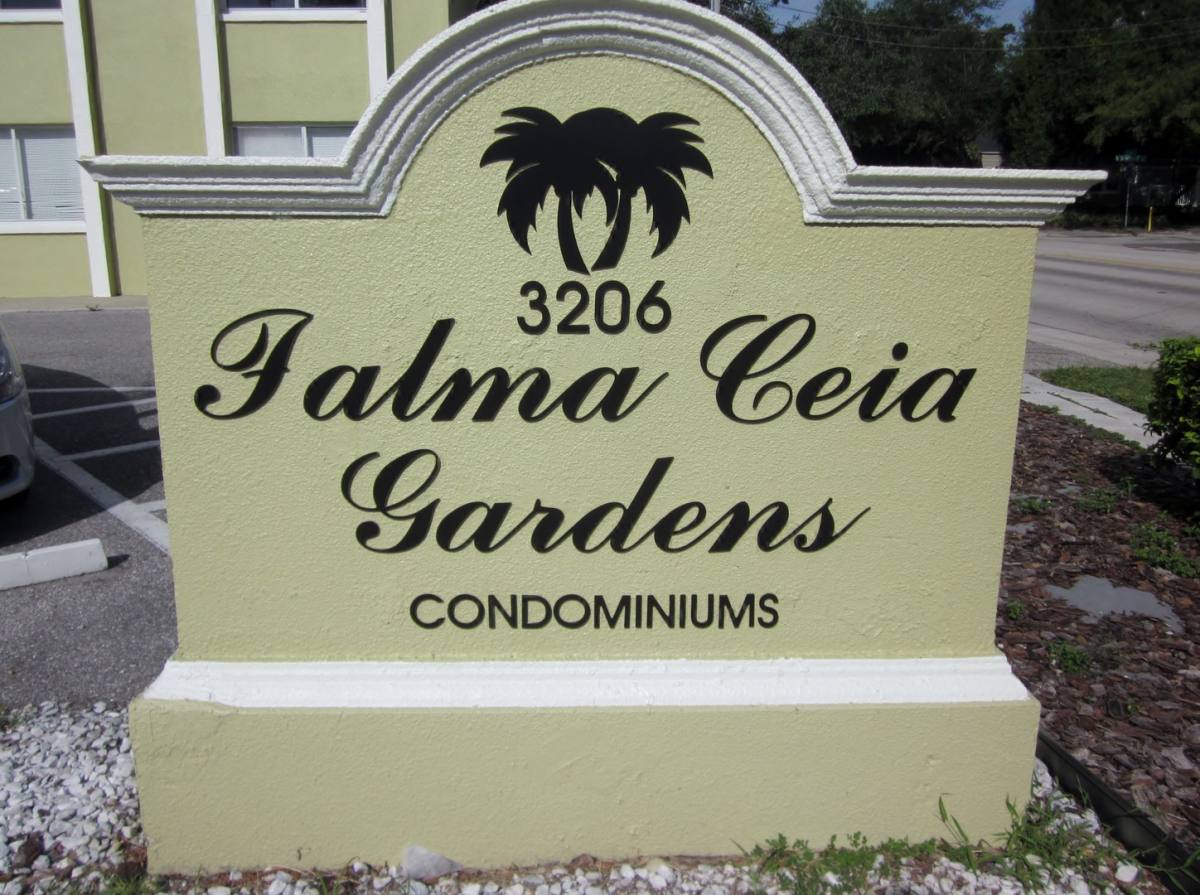 3206
Palma Ceia
Gardens
CONDOMINIUMS